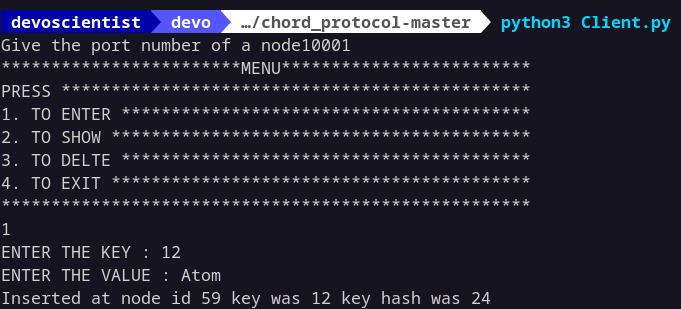 devoscientist devo …/chord_protocol-master python3 Client.py
Give the port number of a node10001
************************MENU*************************
PRESS ***********************************************
1. TO ENTER *****************************************
2. TO SHOW ******************************************
3. TO DELTE *****************************************
4. TO EXIT ******************************************
*****************************************************
1
ENTER THE KEY : 12
ENTER THE VALUE : Atom
Inserted at node id 59 key was 12 key hash was 24